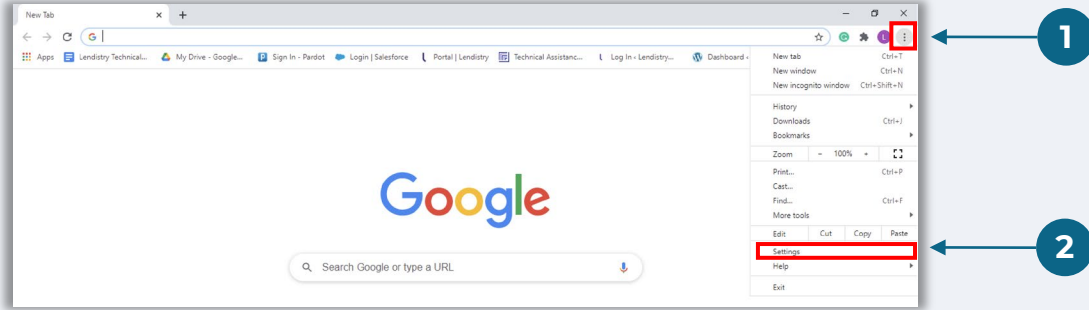 New Tab
G
Apps Lendistry Technical... My Drive - Google... Sign In - Pardot Login | Salesforce Portal | Lendistry Technical Assistanc... Log In ‹ Lendistry... Dashboard ‹
L
1
New tab Ctrl+T
New window Ctrl+N
New incognito window Ctrl+Shift+N
History
Downloads Ctrl+J
Bookmarks
Zoom - 100% +
Print... Ctrl+P
Cast...
Find... Ctrl+F
More tools
Edit Cut Copy Paste
Settings
2
Help
Exit
Google
Search Google or type a URL